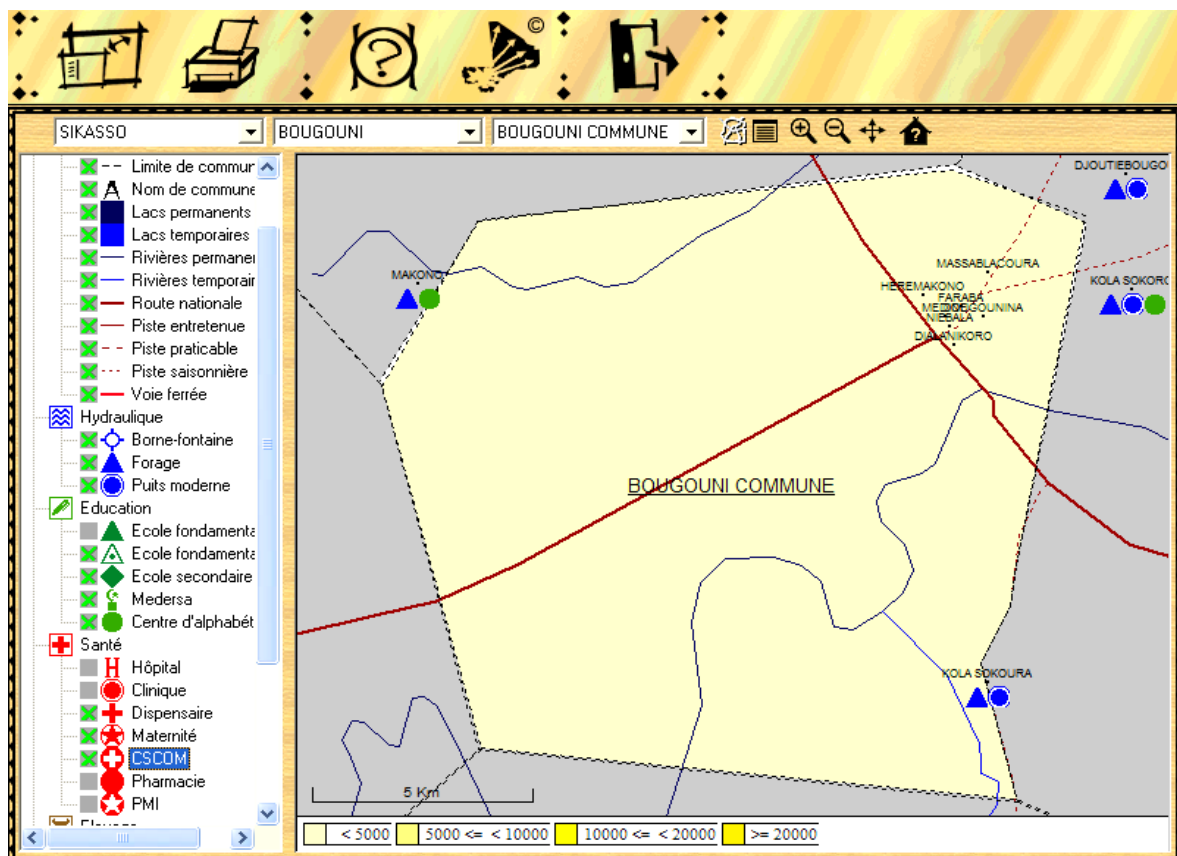 ©
SIKASSO BOUGOUNI BOUGOUNI COMMUNE
Limite de commur
Nom de commune
Lacs permanents
Lacs temporaires
Rivières permaner
Rivières temporair
Route nationale
Piste entretenue
Piste praticable
Piste saisonnière
Voie ferrée
Hydraulique
Borne-fontaine
Forage
Puits moderne
Education
Ecole fondamenta
Ecole fondamenta
Ecole secondaire
Medersa
Centre d'alphabét
Santé
Hôpital
Clinique
Dispensaire
Maternité
CSCOM
Pharmacie
PMI
DJOUTIEBOUGO
MASSABLACOURA
MAKONO
KOLA SOKORO
HEREMAKONO
FARABA
DIALANIKORO
BOUGOUNI COMMUNE
KOLA SOKOURA
5 Km
< 5000 5000 <= < 10000 10000 <= < 20000 >= 20000